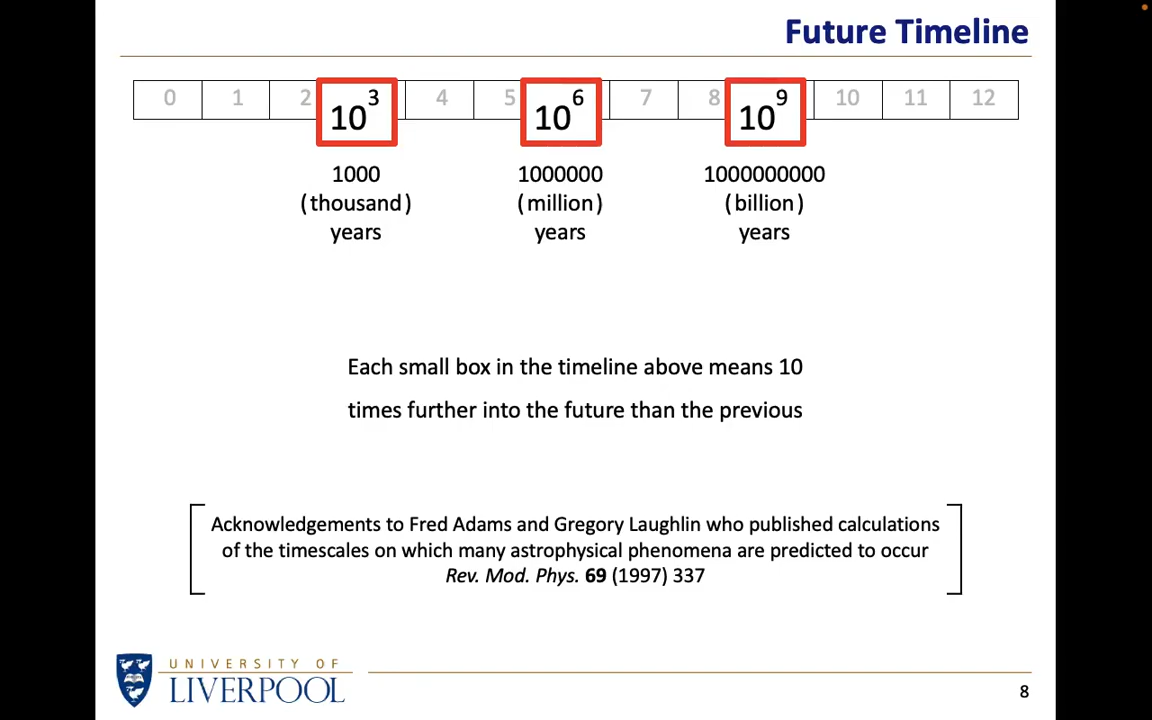 Future Timeline
0 1 2 10³ 4 5 10⁶ 7 8 10⁹ 10 11 12
1000 1000000 1000000000
(thousand) (million) (billion)
years years years
Each small box in the timeline above means 10
times further into the future than the previous
Acknowledgements to Fred Adams and Gregory Laughlin who published calculations
of the timescales on which many astrophysical phenomena are predicted to occur
Rev. Mod. Phys. 69 (1997) 337
UNIVERSITY OF
LIVERPOOL
8